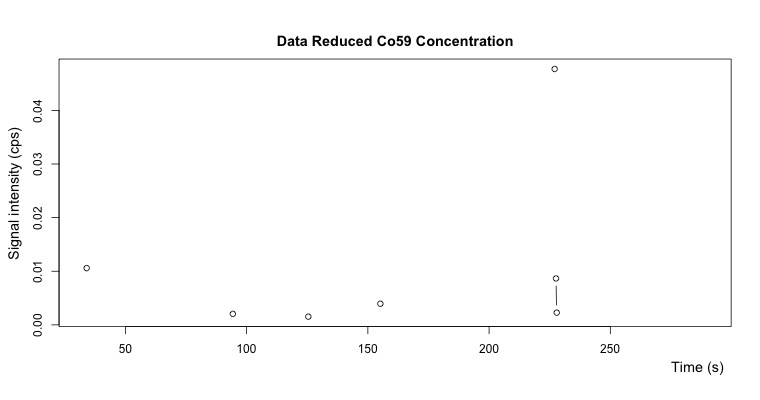 Data Reduced Co59 Concentration
Signal intensity (cps)
0.04
0.03
0.02
0.01
0.00
50 100 150 200 250
Time (s)